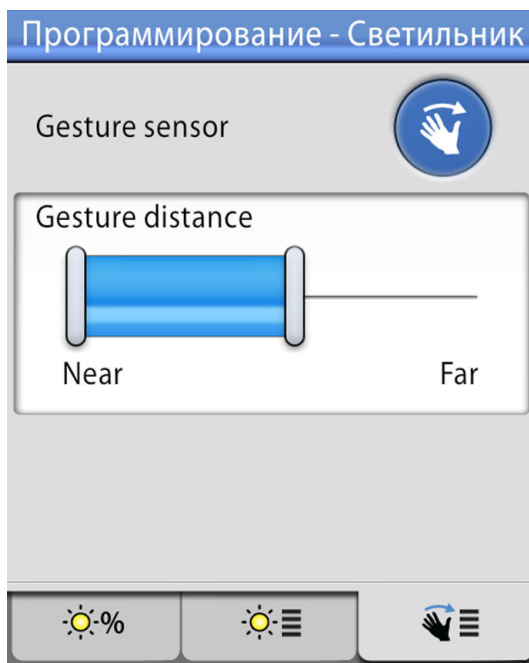 Программирование - Светильник
Gesture sensor
Gesture distance
Near Far
%